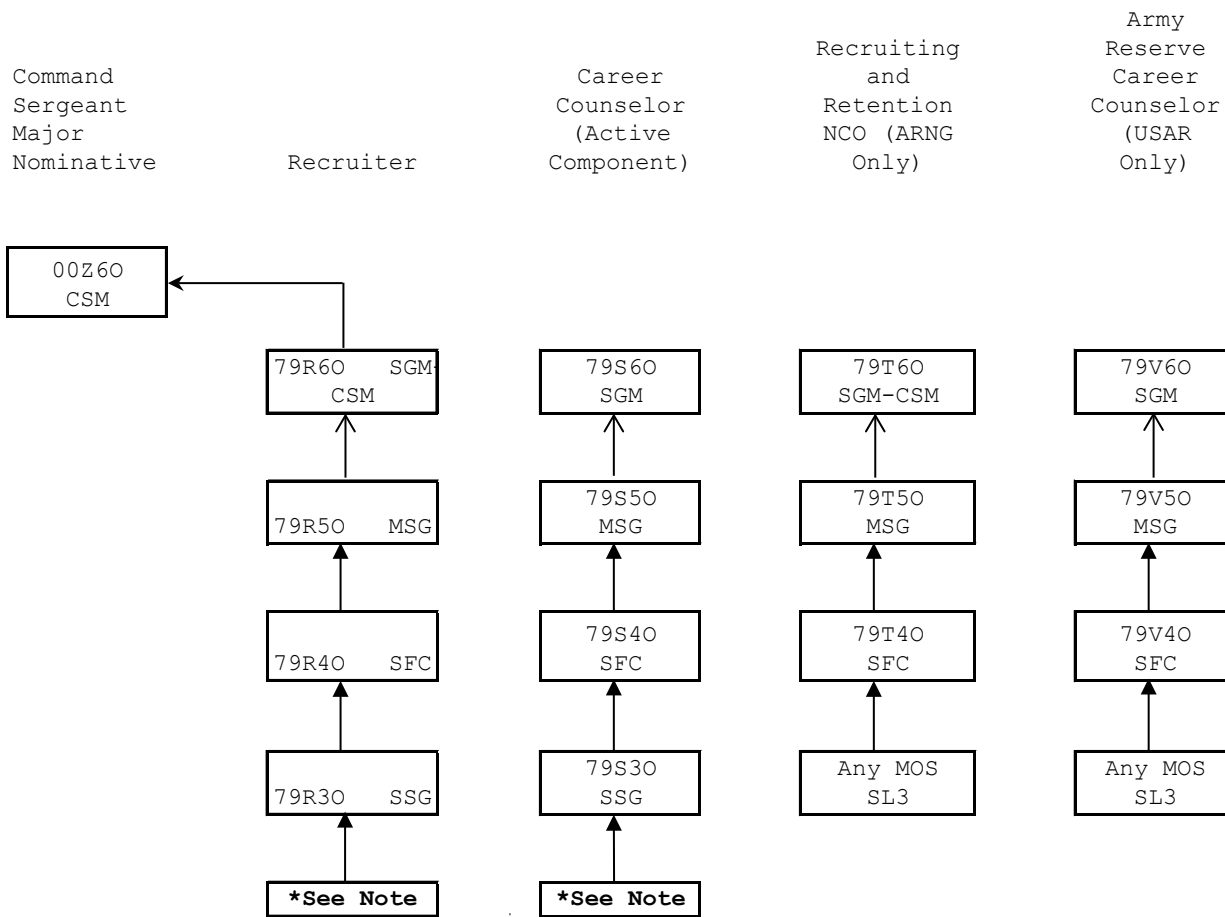 Command
Sergeant
Major
Nominative
Recruiter
Career
Counselor
(Active
Component)
Recruiting
and
Retention
NCO (ARNG
Only)
Army
Reserve
Career
Counselor
(USAR
Only)
00Z6O
CSM
79R6O SGM-
CSM
79S6O
SGM
79T6O
SGM-CSM
79V6O
SGM
79R5O MSG
79S5O
MSG
79T5O
MSG
79V5O
MSG
79R4O SFC
79S4O
SFC
79T4O
SFC
79V4O
SFC
79R3O SSG
79S3O
SSG
Any MOS
SL3
Any MOS
SL3
*See Note
*See Note